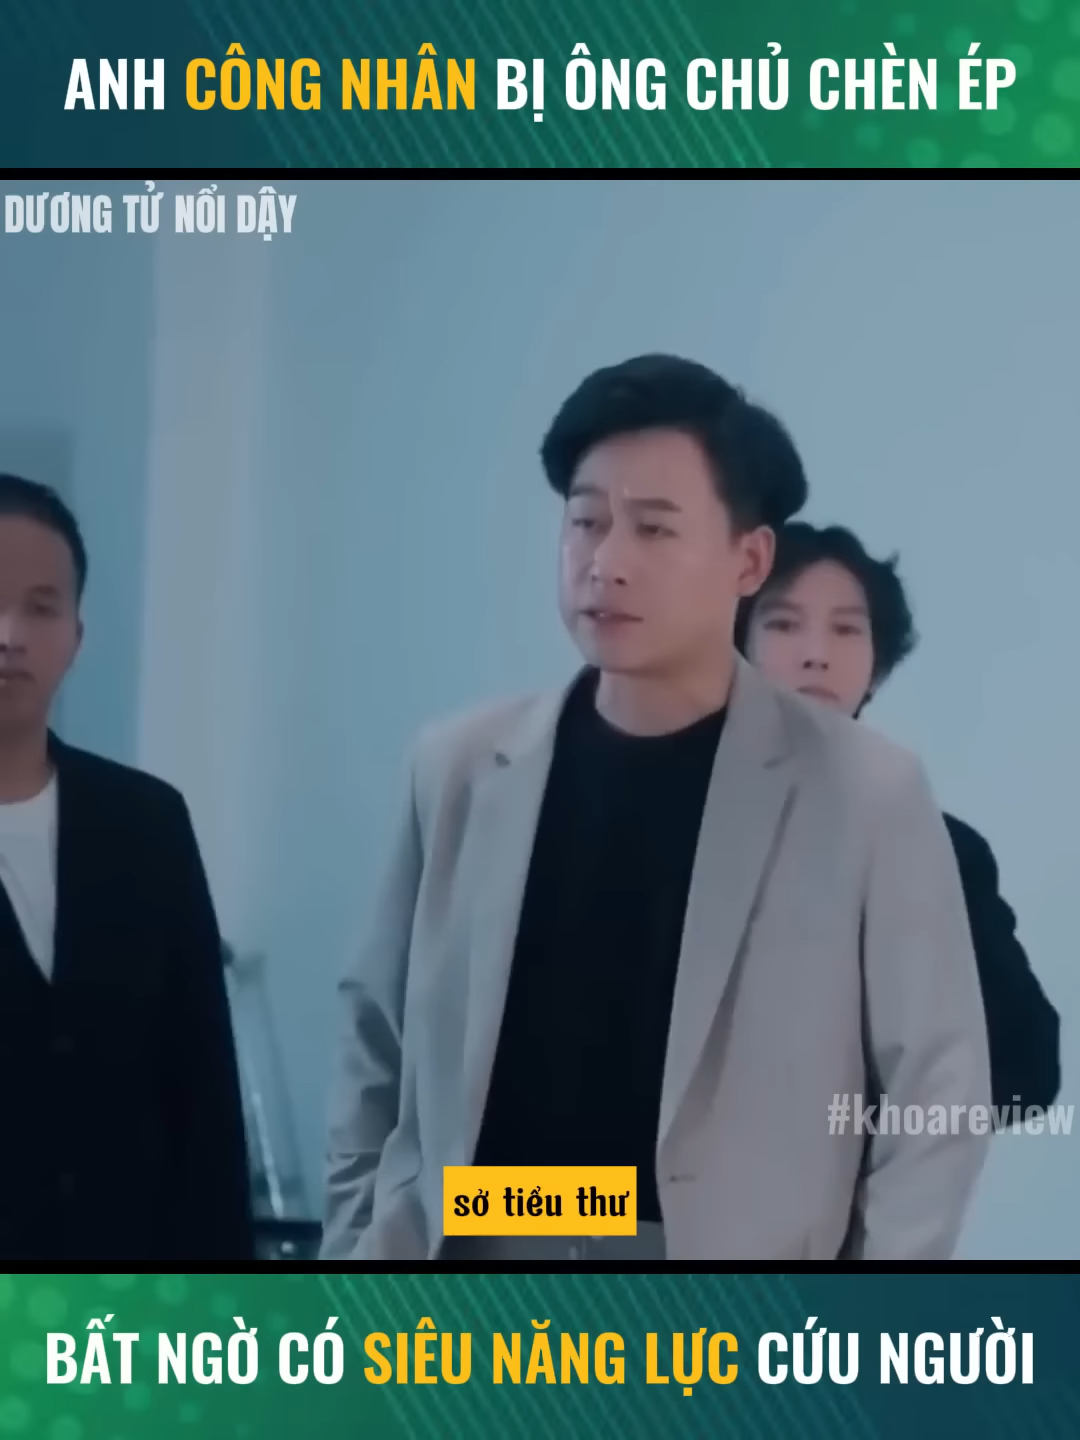 ANH CÔNG NHÂN BỊ ÔNG CHỦ CHÈN ÉP
DƯƠNG TỬ NỔI DẬY
#khoareview
sở tiểu thư
BẤT NGỜ CÓ SIÊU NĂNG LỰC CỨU NGƯỜI